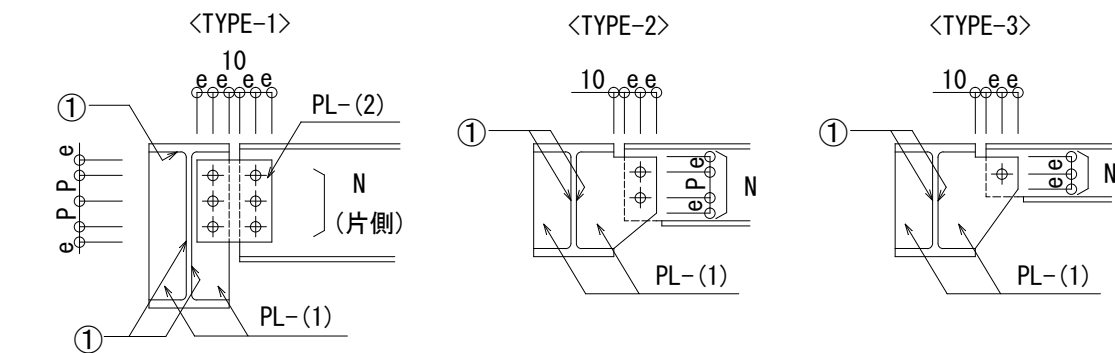 <TYPE-1>
10
e e e e
①
PL-(2)
e
P
P
e
N
(片側)
PL-(1)
①
<TYPE-2>
10 e e
①
e
P
e
N
PL-(1)
<TYPE-3>
10 e e
①
e
e
N
PL-(1)